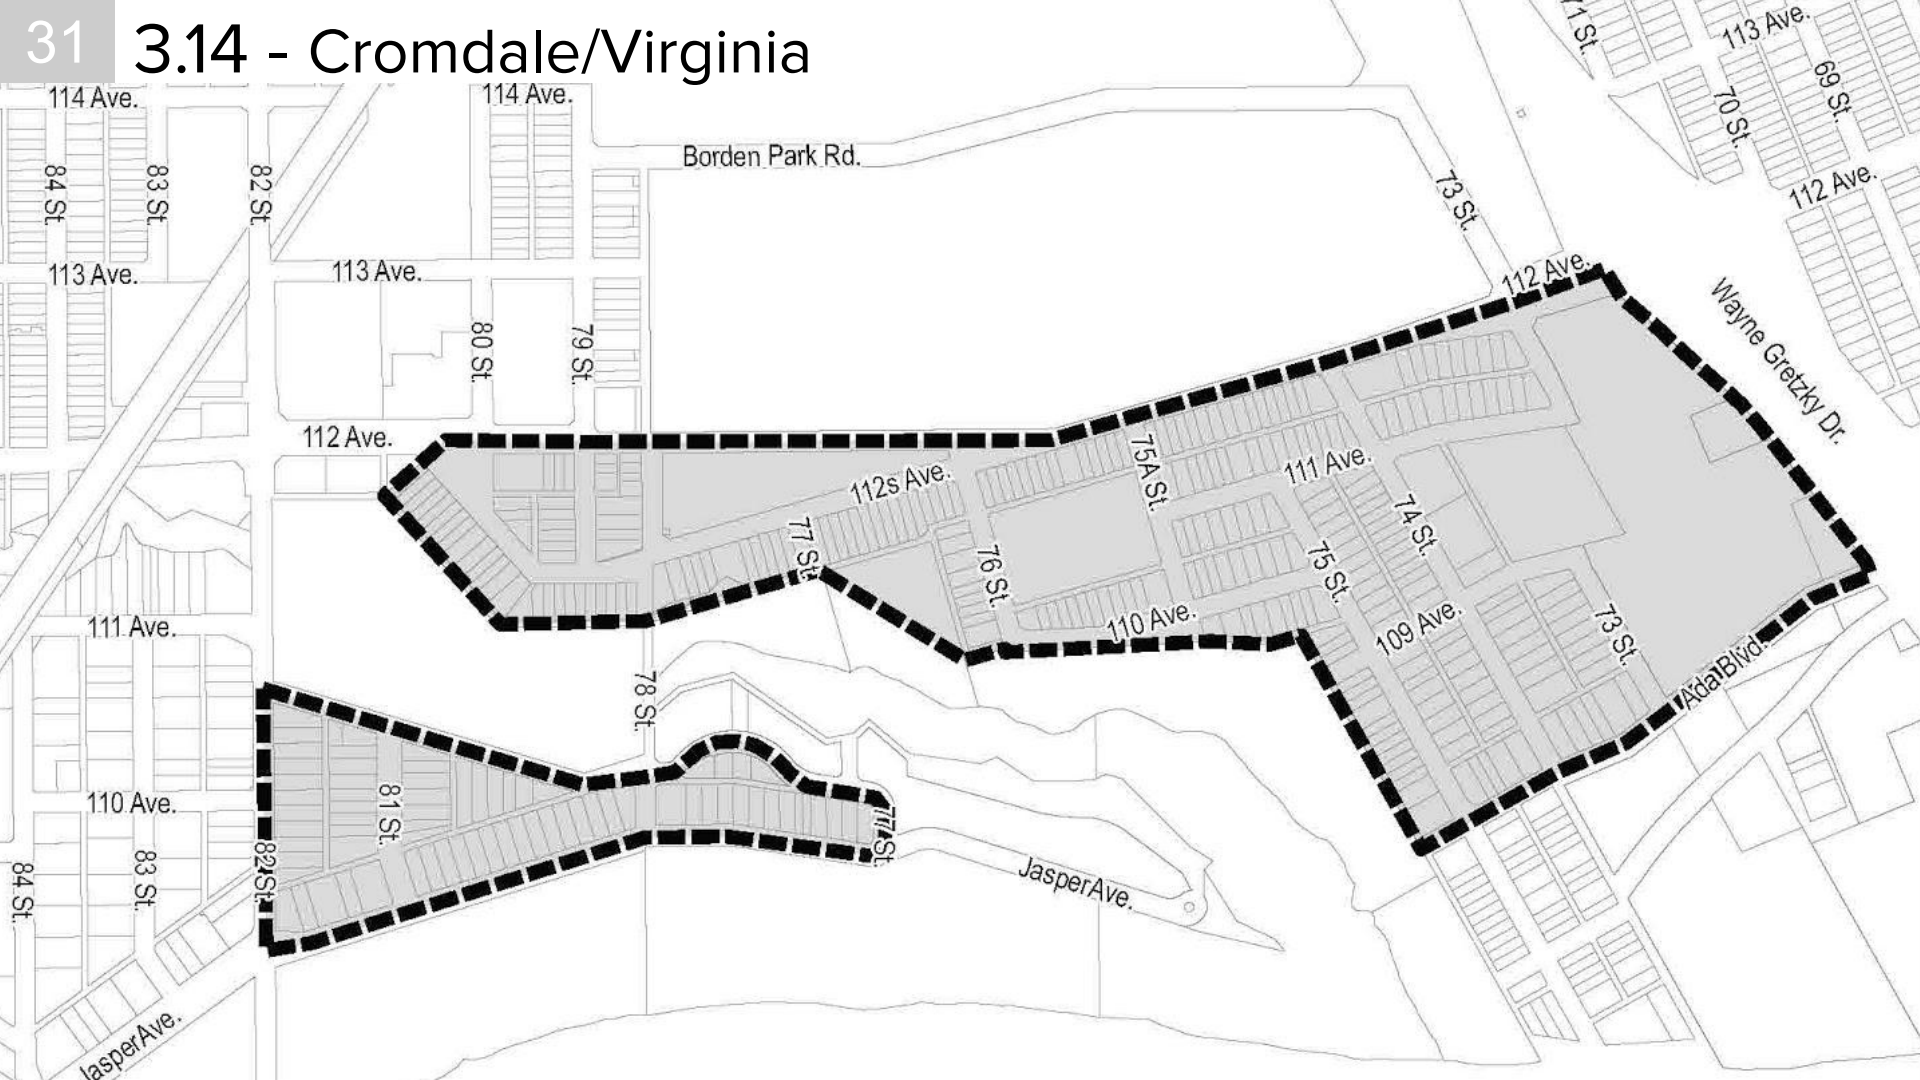 31
3.14 - Cromdale/Virginia
114 Ave.
114 Ave.
71 St.
113 Ave.
69 St.
70 St.
Borden Park Rd.
84 St.
83 St.
82 St.
73 St.
112 Ave.
113 Ave.
113 Ave.
112 Ave.
Wayne Gretzky Dr.
80 St.
79 St.
112 Ave.
112s Ave.
75A St.
111 Ave.
77 St.
74 St.
76 St.
75 St.
111 Ave.
110 Ave.
109 Ave.
73 St.
78 St.
Ada Blvd.
110 Ave.
81 St.
77 St.
84 St.
83 St.
82 St.
Jasper Ave.
Jasper Ave.